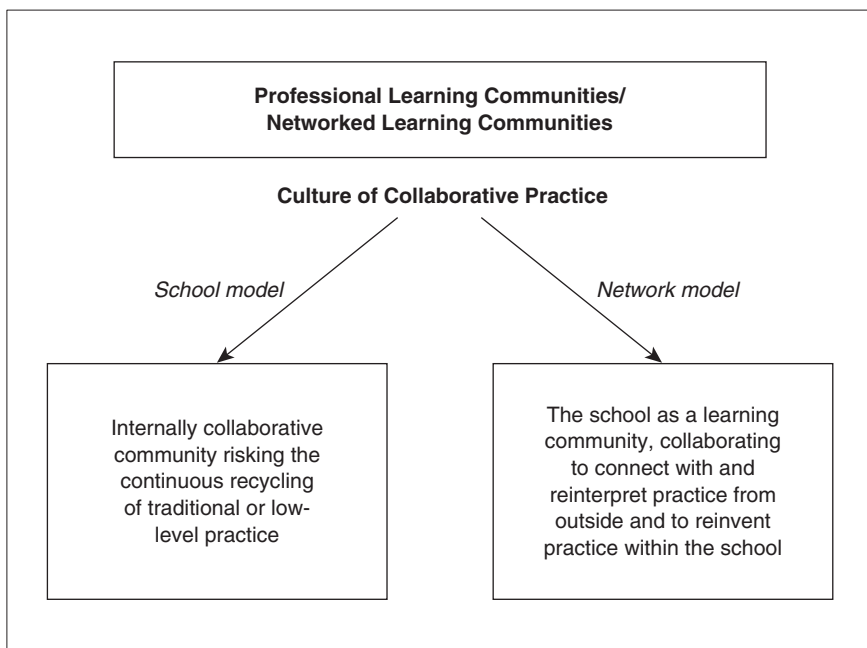 Professional Learning Communities/
Networked Learning Communities
Culture of Collaborative Practice
School model
Network model
Internally collaborative
community risking the
continuous recycling
of traditional or low-
level practice
The school as a learning
community, collaborating
to connect with and
reinterpret practice from
outside and to reinvent
practice within the school